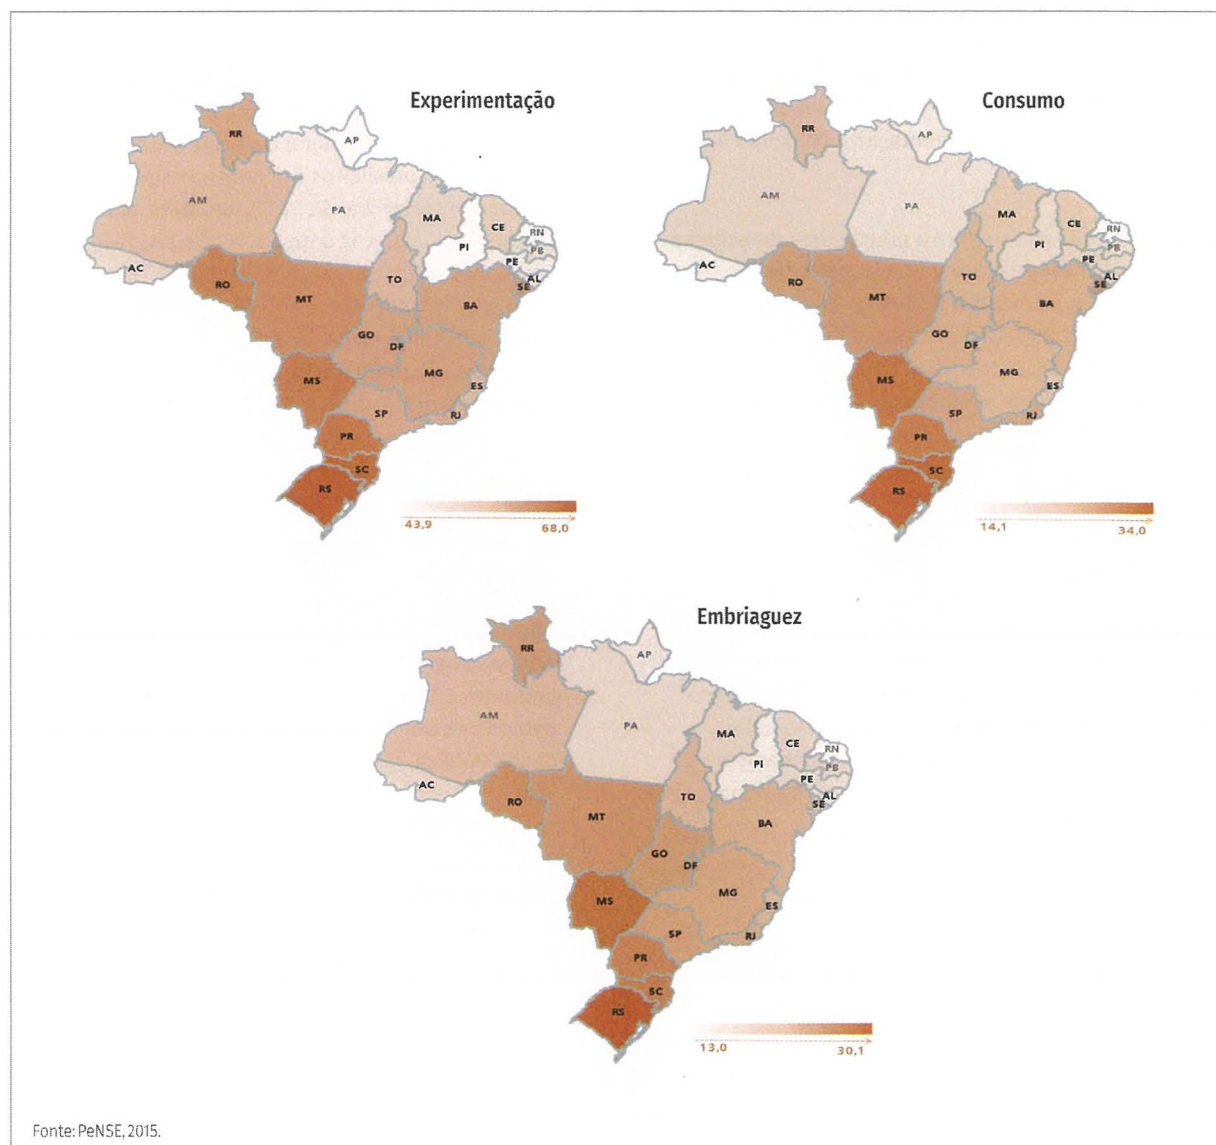 Experimentação
RR
AP
AM
PA
MA
CE
RN
PI
PB
PE
AL
SE
AC
TO
RO
MT
BA
GO
DF
MG
MS
ES
SP
RJ
PR
SC
RS
43,9
68,0
Consumo
RR
AP
AM
PA
MA
CE
RN
PI
PB
PE
AL
SE
AC
TO
RO
MT
BA
GO
DF
MG
MS
ES
SP
RJ
PR
SC
RS
14,1
34,0
Embriaguez
RR
AP
AM
PA
MA
CE
RN
PI
PB
PE
AL
SE
AC
TO
RO
MT
BA
GO
DF
MG
MS
ES
SP
RJ
PR
SC
RS
13,0
30,1
Fonte: PeNSE, 2015.